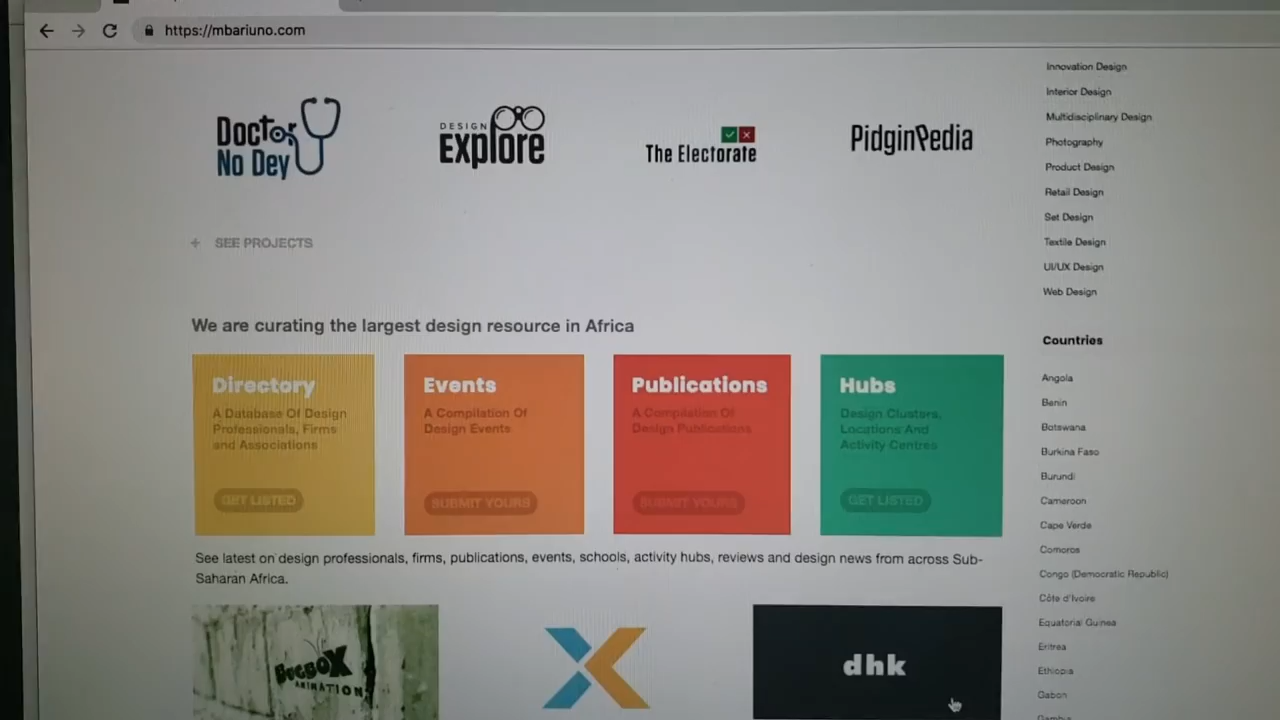 https://mbariuno.com
Doctor
No Dey
DESIGN
Explore
The Electorate
PidginPedia
+ SEE PROJECTS
We are curating the largest design resource in Africa
Directory
A Database Of Design
Professionals, Firms
and Associations
GET LISTED
Events
A Compilation Of
Design Events
SUBMIT YOURS
Publications
A Compilation Of
Design Publications
SUBMIT YOURS
Hubs
Design Clusters,
Locations And
Activity Centres
GET LISTED
See latest on design professionals, firms, publications, events, schools, activity hubs, reviews and design news from across Sub-
Saharan Africa.
BUGBOX
ANIMATION
dhk
Innovation Design
Interior Design
Multidisciplinary Design
Photography
Product Design
Retail Design
Set Design
Textile Design
UI/UX Design
Web Design
Countries
Angola
Benin
Botswana
Burkina Faso
Burundi
Cameroon
Cape Verde
Comoros
Congo (Democratic Republic)
Côte d'Ivoire
Equatorial Guinea
Eritrea
Ethiopia
Gabon